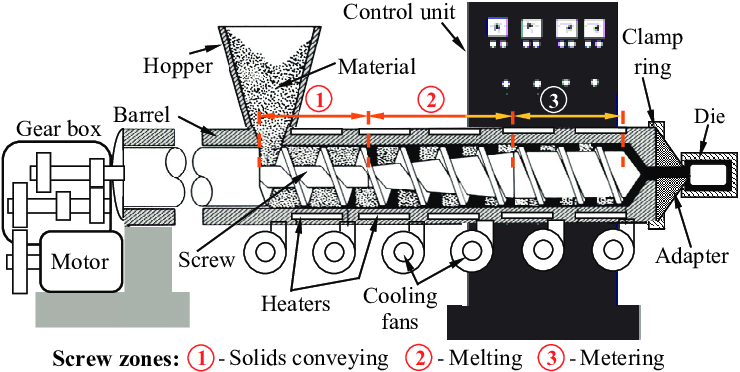 Control unit
Clamp
ring
Hopper
Material
1
2
3
Barrel
Gear box
Die
Motor
Screw
Heaters
Cooling
fans
Adapter
Screw zones: 1 - Solids conveying 2 - Melting 3 - Metering